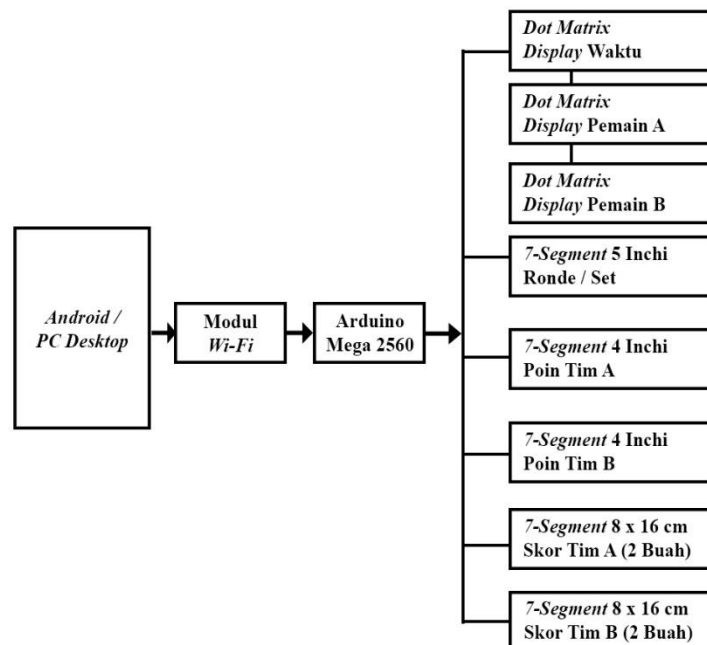 Android /
PC Desktop
Modul
Wi-Fi
Arduino
Mega 2560
Dot Matrix
Display Waktu
Dot Matrix
Display Pemain A
Dot Matrix
Display Pemain B
7-Segment 5 Inchi
Ronde / Set
7-Segment 4 Inchi
Poin Tim A
7-Segment 4 Inchi
Poin Tim B
7-Segment 8 x 16 cm
Skor Tim A (2 Buah)
7-Segment 8 x 16 cm
Skor Tim B (2 Buah)